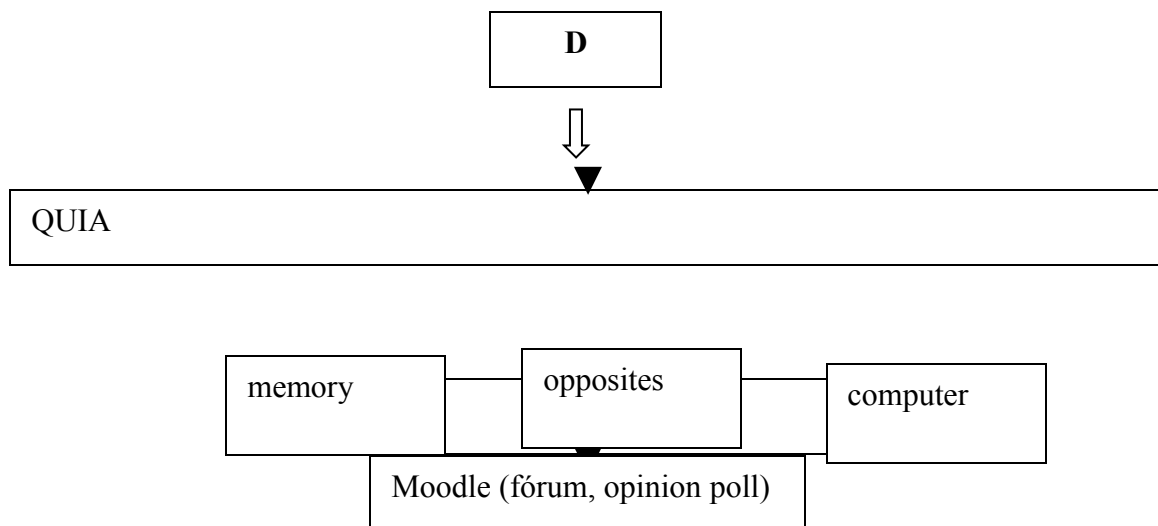 D
QUIA
memory
opposites
computer
Moodle (fórum, opinion poll)